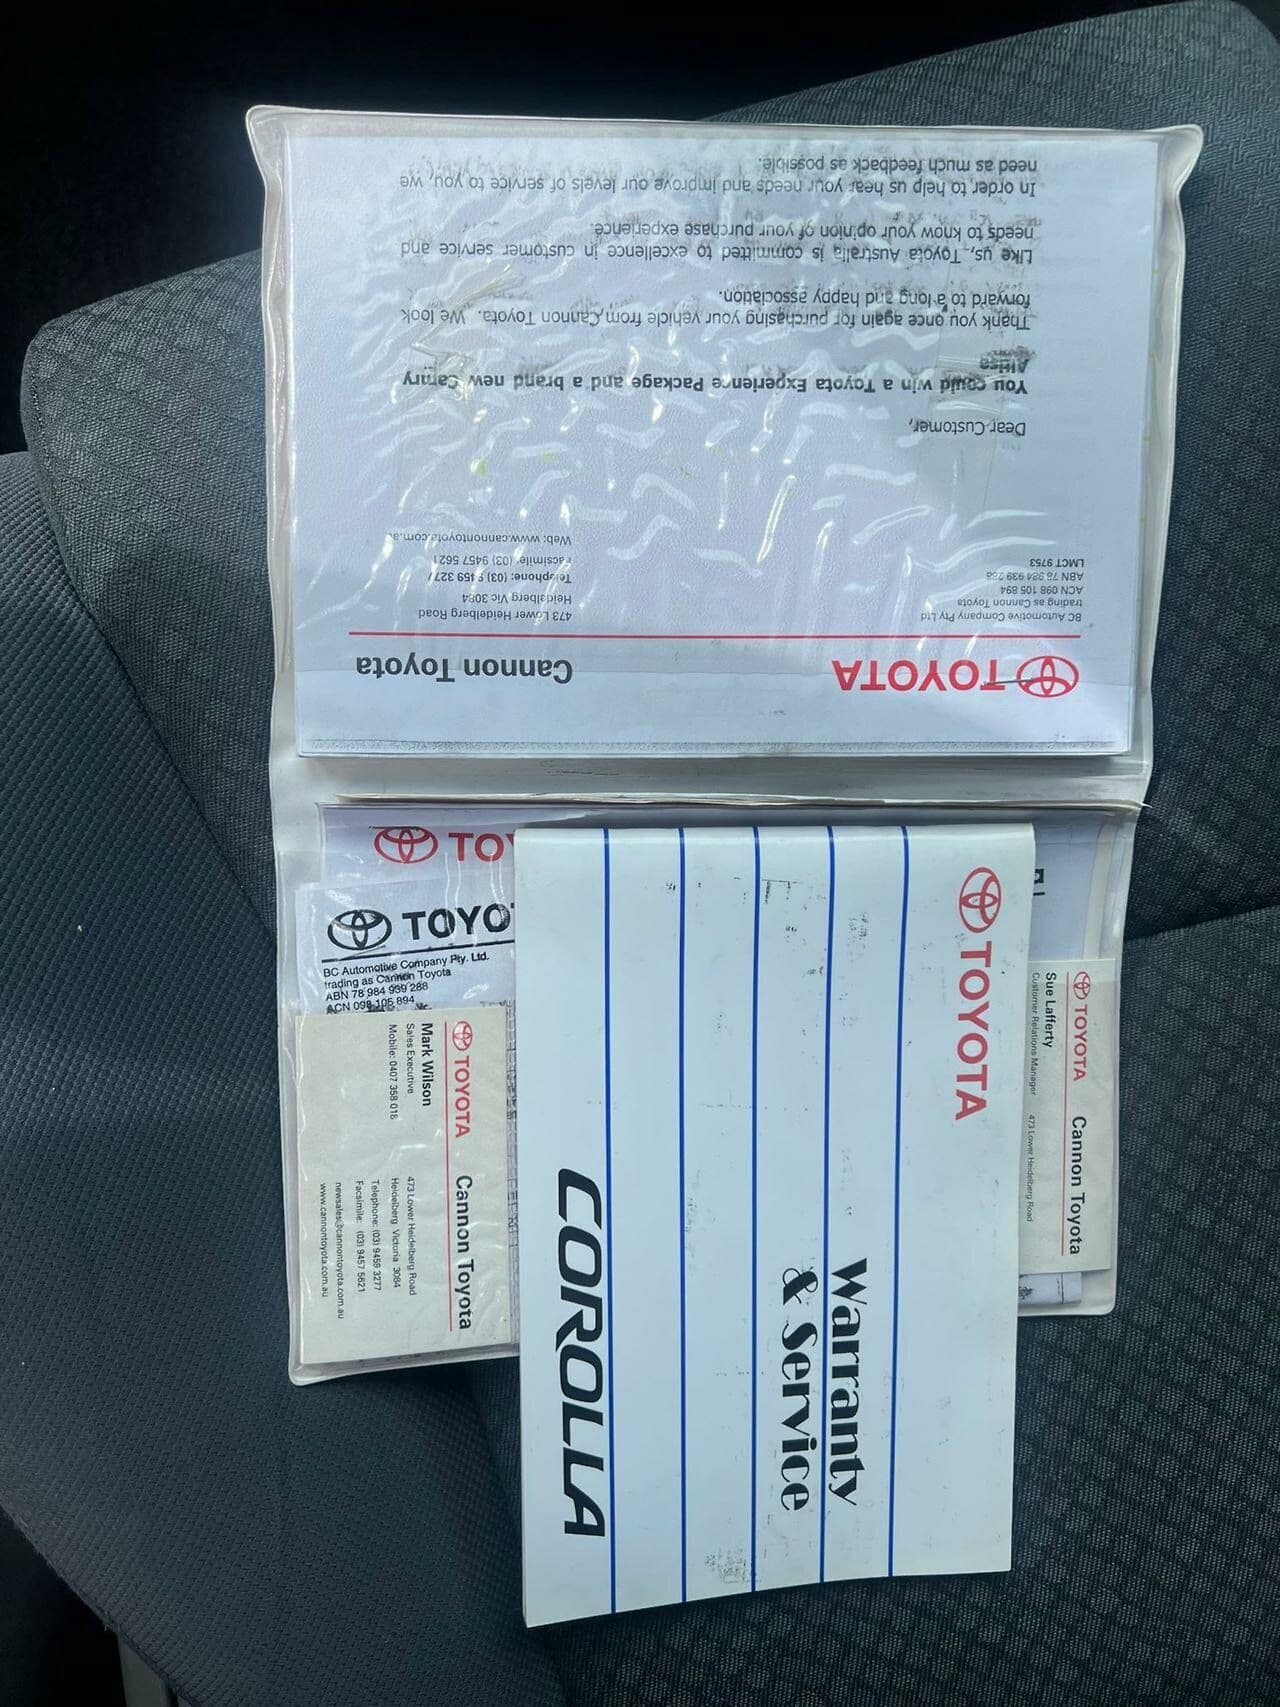 TOYOTA
Cannon Toyota
BC Automotive Company Pty Ltd
trading as Cannon Toyota
ACN 098 105 894
ABN 78 984 939 288
LMCT 9753
473 Lower Heidelberg Road
Heidelberg Vic 3084
Telephone: (03) 9459 3277
Facsimile: (03) 9457 5621
Web: www.cannontoyota.com.a
Dear Customer,
You could win a Toyota Experience Package and a brand new Camry
Altise
Thank you once again for purchasing your vehicle from Cannon Toyota. We look
forward to a long and happy association.
Like us, Toyota Australia is committed to excellence in customer service and
needs to know your opinion of your purchase experience.
In order to help us hear your needs and improve our levels of service to you, we
need as much feedback as possible.
TOYO
TOYO
BC Automotive Company Pty. Ltd.
trading as Cannon Toyota
ABN 78 984 939 288
ACN 098 105 894
TOYOTA
Cannon Toyota
Mark Wilson
Sales Executive
Mobile: 0407 358 016
473 Lower Heidelberg Road
Heidelberg Victoria 3084
Telephone: (03) 9459 3277
Facsimile: (03) 9457 5621
newsales@cannontoyota.com.au
www.cannontoyota.com.au
TOYOTA
Warranty
& Service
COROLLA
TOYOTA
Cannon Toyota
Sue Lafferty
Customer Relations Manager
473 Lower Heidelberg Road